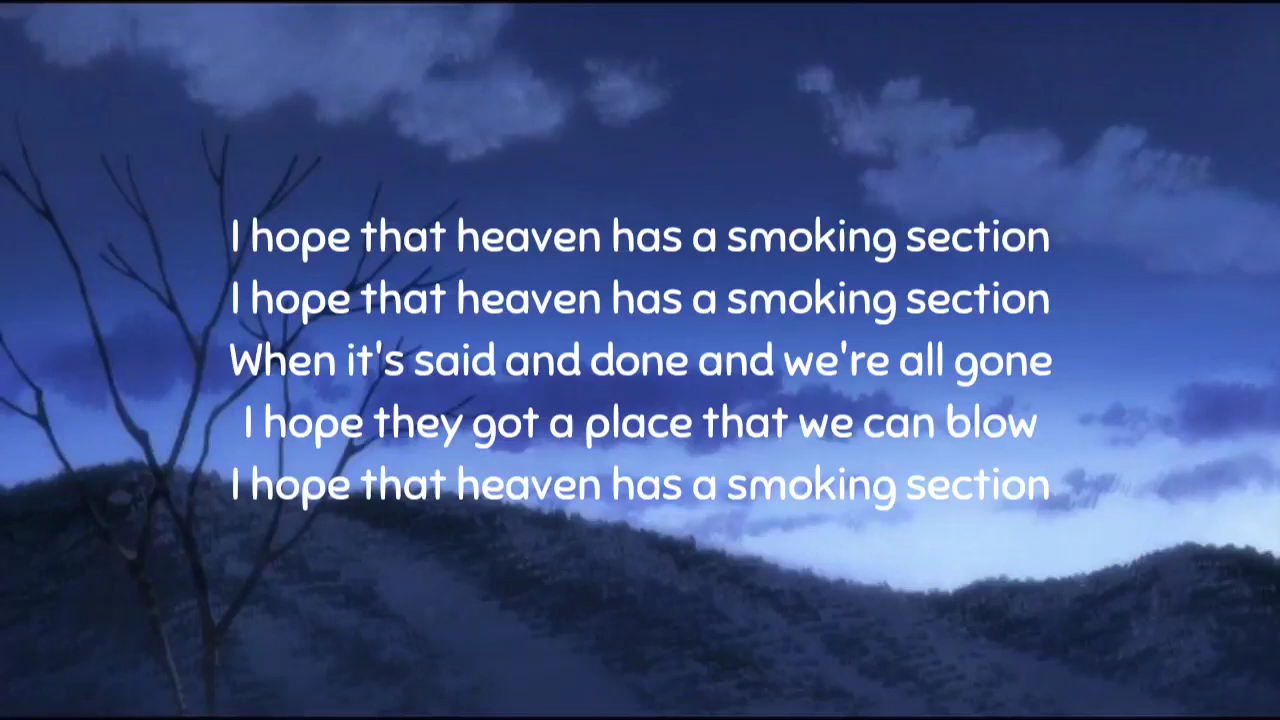 I hope that heaven has a smoking section
I hope that heaven has a smoking section
When it's said and done and we're all gone
I hope they got a place that we can blow
I hope that heaven has a smoking section